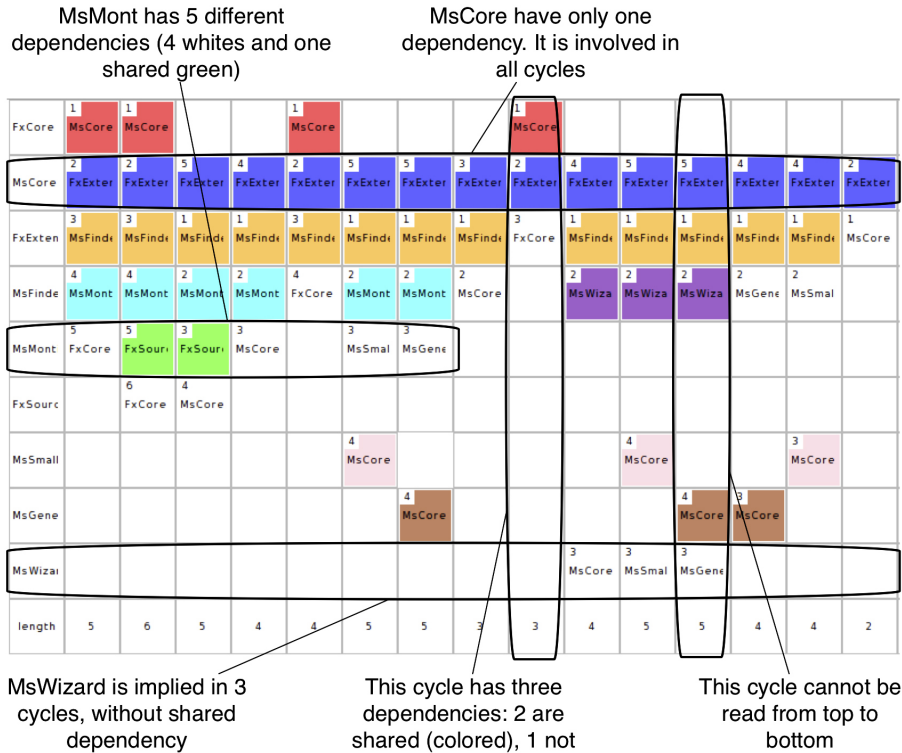 MsMont has 5 different
dependencies (4 whites and one
shared green)
MsCore have only one
dependency. It is involved in
all cycles
1 1 1 1
FxCore MsCore MsCore MsCore MsCore
2 2 5 4 2 5 5 3 2 4 5 5 4 4 2
MsCore FxExter FxExter FxExter FxExter FxExter FxExter FxExter FxExter FxExter FxExter FxExter FxExter FxExter FxExter FxExter
3 3 1 1 3 1 1 1 3 1 1 1 1 1 1
FxExten MsFinde MsFinde MsFinde MsFinde MsFinde MsFinde MsFinde MsFinde FxCore MsFinde MsFinde MsFinde MsFinde MsFinde MsCore
4 4 2 2 4 2 2 2 2 2 2 2 2
MsFinde MsMont MsMont MsMont MsMont FxCore MsMont MsMont MsCore MsWiza MsWiza MsWiza MsGene MsSmal
5 5 3 3 3 3
MsMont FxCore FxSour FxSour MsCore MsSmal MsGene
6 4
FxSourc FxCore MsCore
4 4 3
MsSmall MsCore MsCore MsCore
4 4 3
MsGene MsCore MsCore MsCore
3 3 3
MsWizar MsCore MsSmal MsGene
length 5 6 5 4 4 5 5 3 3 4 5 5 4 4 2
MsWizard is implied in 3
cycles, without shared
dependency
This cycle has three
dependencies: 2 are
shared (colored), 1 not
This cycle cannot be
read from top to
bottom